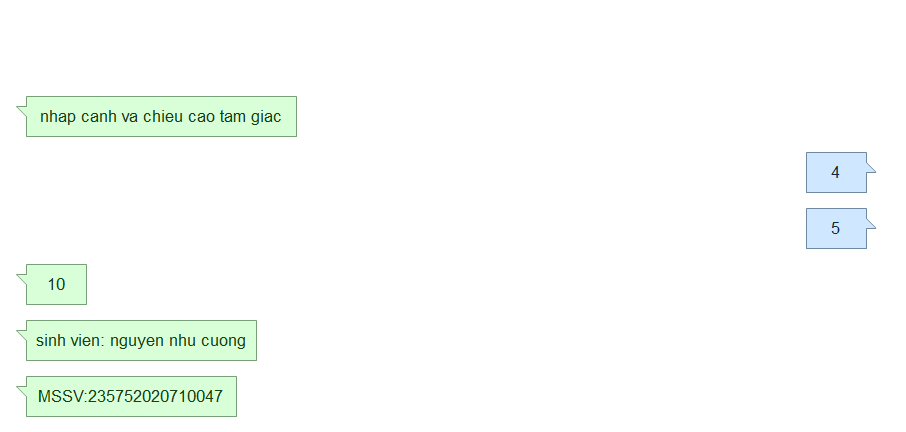 nhap canh va chieu cao tam giac
4
5
10
sinh vien: nguyen nhu cuong
MSSV:235752020710047